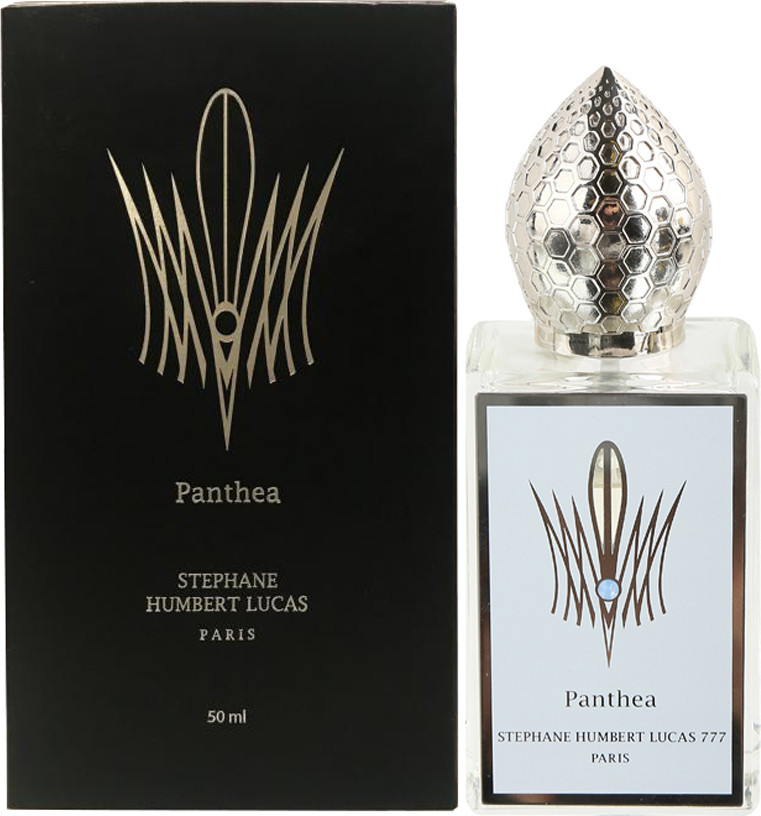 Panthea
STEPHANE
HUMBERT LUCAS
PARIS
50 ml
Panthea
STEPHANE HUMBERT LUCAS 777
PARIS